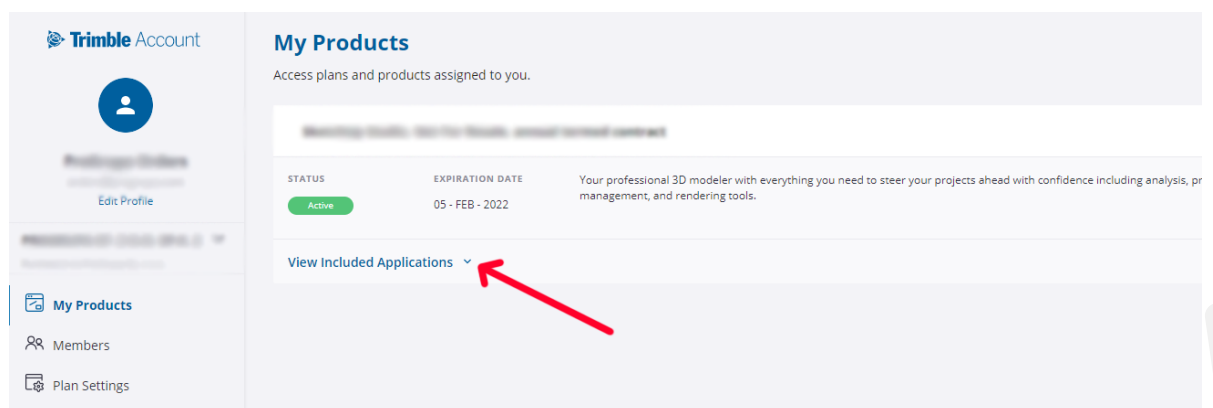 Trimble Account
Edit Profile
My Products
Members
Plan Settings
My Products
Access plans and products assigned to you.
STATUS
Active
EXPIRATION DATE
05 - FEB - 2022
Your professional 3D modeler with everything you need to steer your projects ahead with confidence including analysis,
management, and rendering tools.
View Included Applications